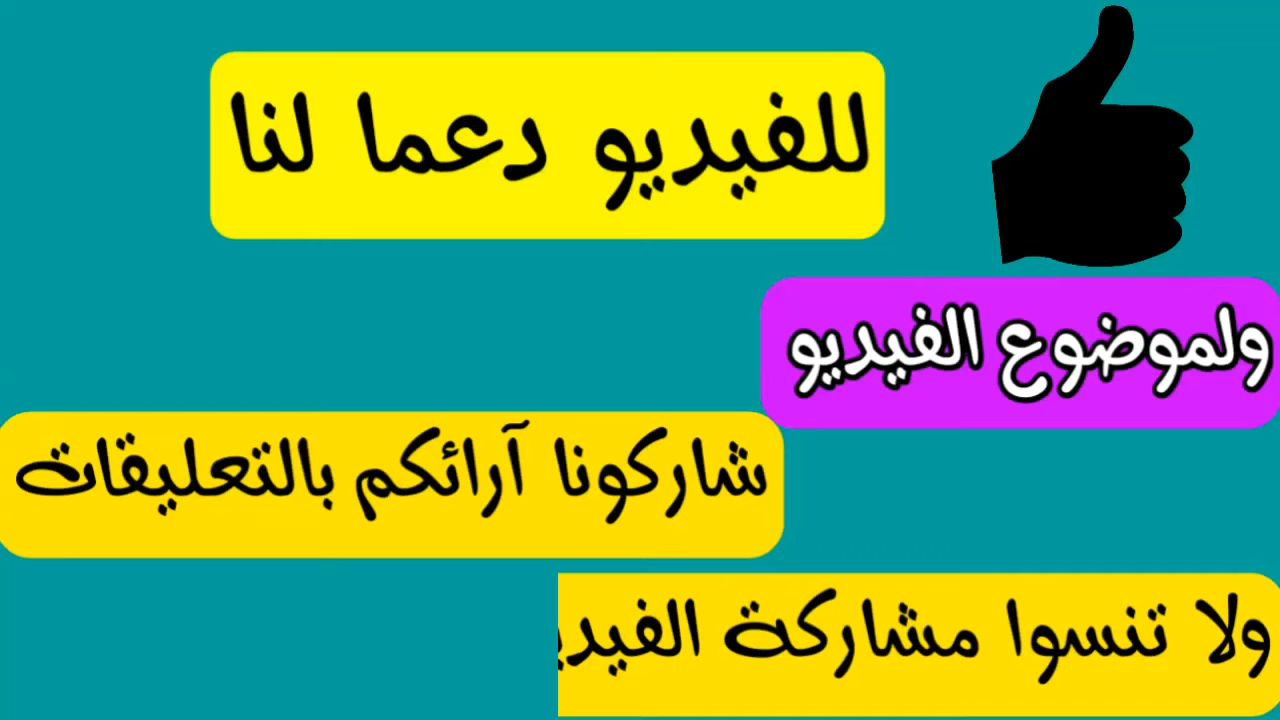 للفيديو دعما لنا
ولموضوع الفيديو
شاركونا آرائكم بالتعليقات
ولا تنسوا مشاركة